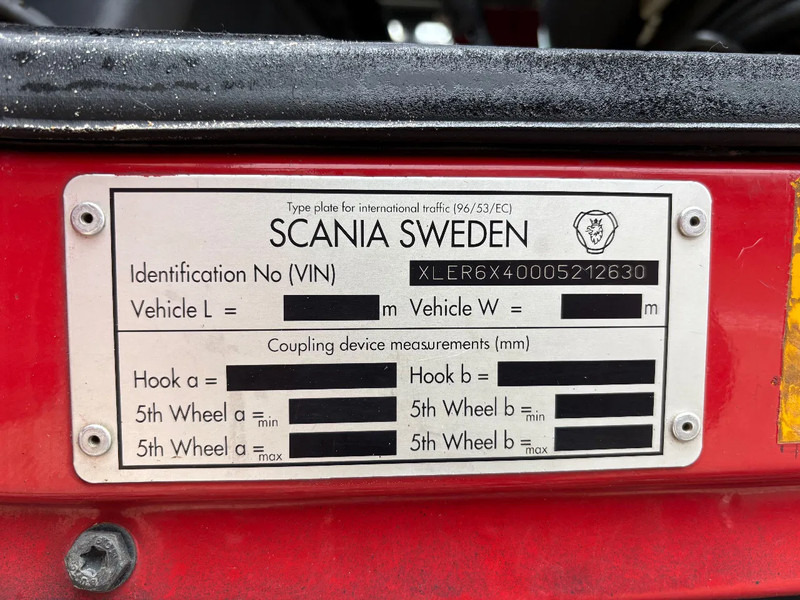 Type plate for international traffic (96/53/EC)
SCANIA SWEDEN
Identification No (VIN) XLER6X40005212630
Vehicle L = m Vehicle W = m
Coupling device measurements (mm)
Hook a = Hook b =
5th Wheel a =min 5th Wheel b =min
5th Wheel a =max 5th Wheel b =max